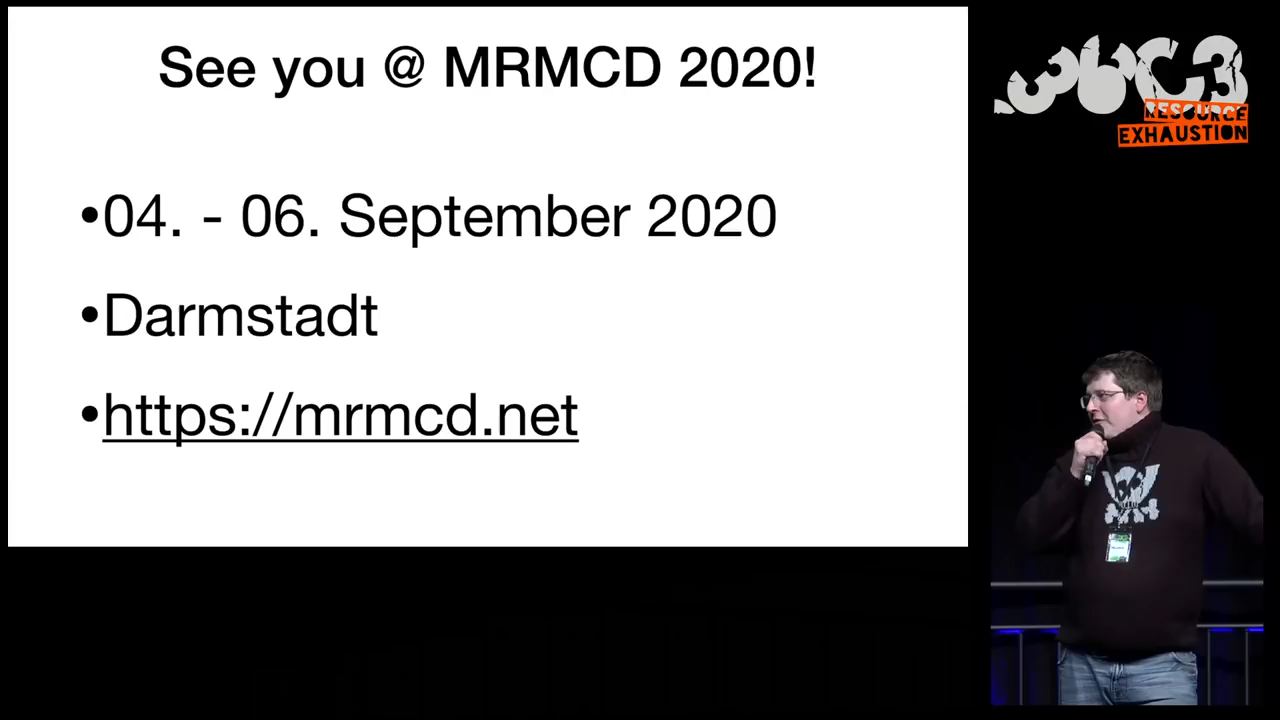 See you @ MRMCD 2020!
•04. - 06. September 2020
•Darmstadt
•https://mrmcd.net
36C3
RESOURCE
EXHAUSTION